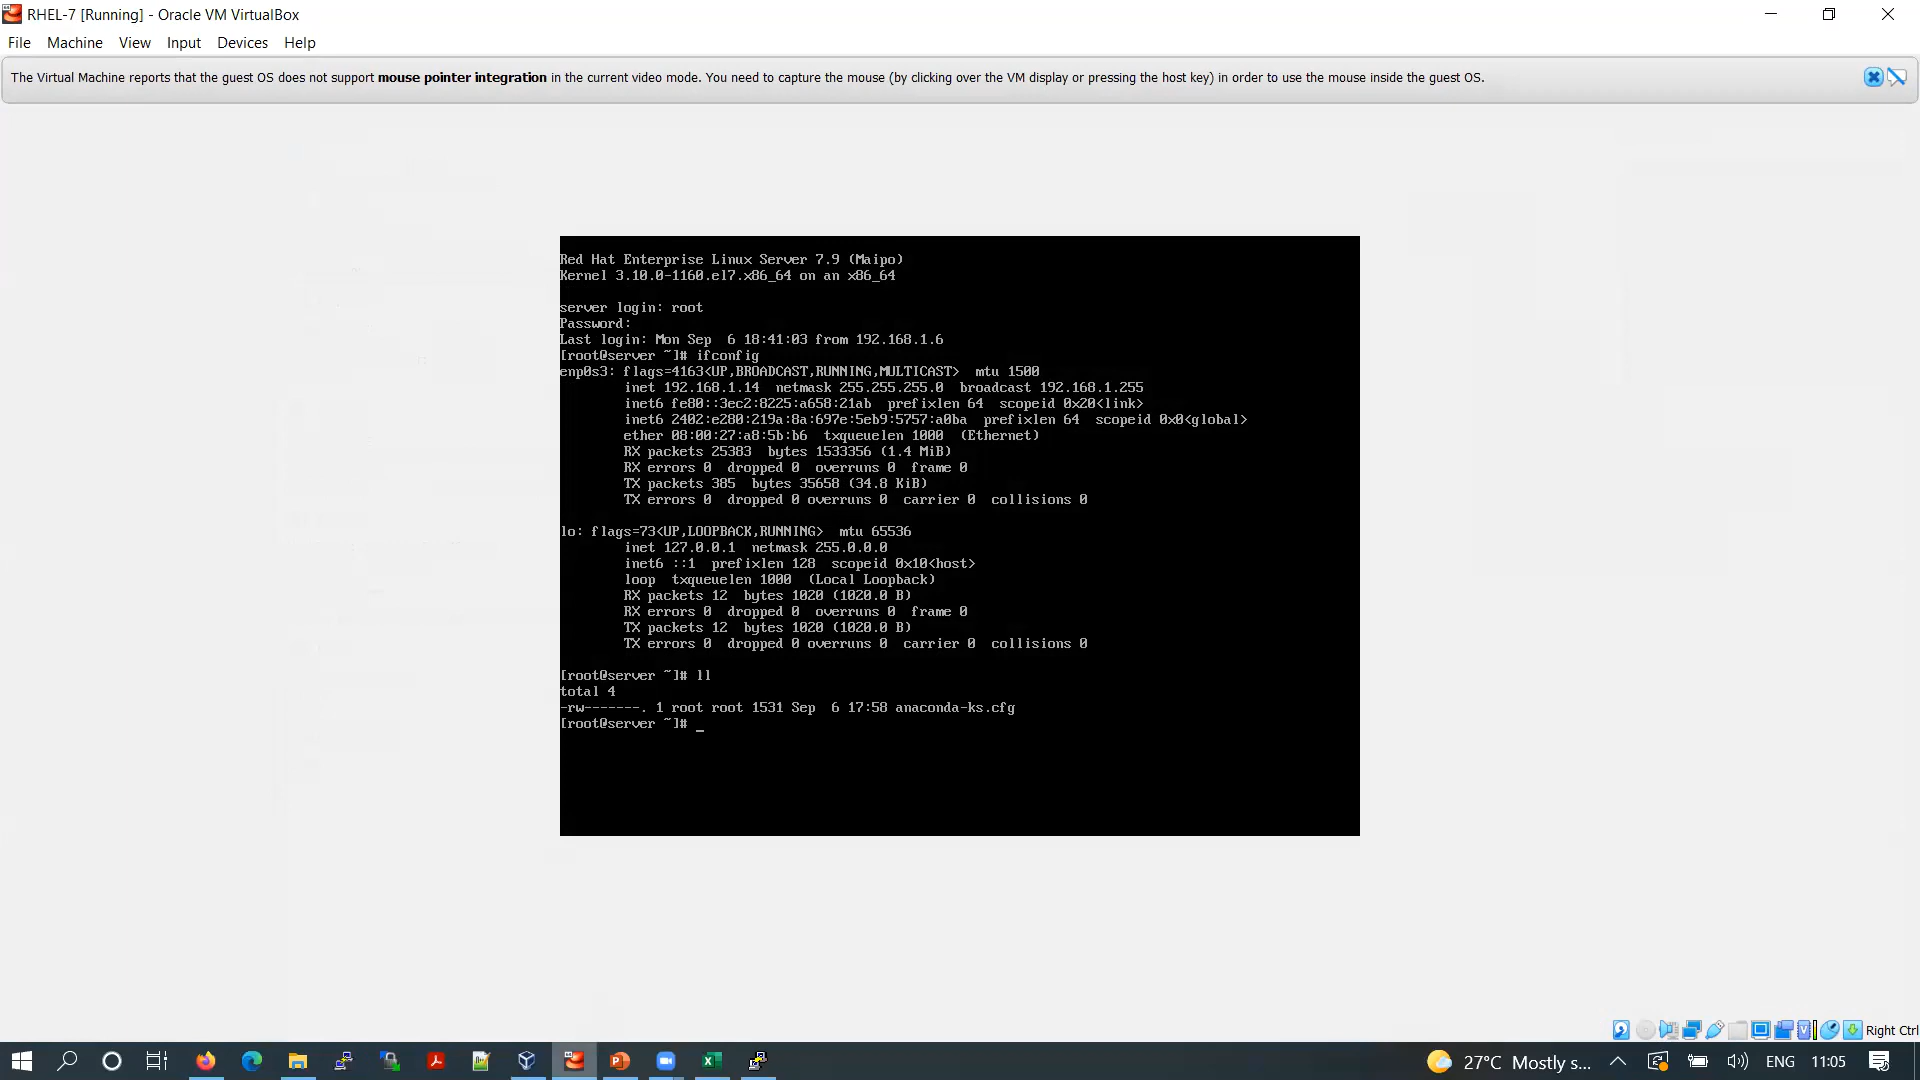 RHEL-7 [Running] - Oracle VM VirtualBox
File Machine View Input Devices Help
The Virtual Machine reports that the guest OS does not support mouse pointer integration in the current video mode. You need to capture the mouse (by clicking over the VM display or pressing the host key) in order to use the mouse inside the guest OS.
Red Hat Enterprise Linux Server 7.9 (Maipo)
Kernel 3.10.0-1160.el7.x86_64 on an x86_64
server login: root
Password:
Last login: Mon Sep  6 18:41:03 from 192.168.1.6
[root@server ~]# ifconfig
enp0s3: flags=4163<UP,BROADCAST,RUNNING,MULTICAST>  mtu 1500
inet 192.168.1.14  netmask 255.255.255.0  broadcast 192.168.1.255
inet6 fe80::3ec2:8225:a658:21ab  prefixlen 64  scopeid 0x20<link>
inet6 2402:e280:219a:8a:697e:5eb9:5757:a0ba  prefixlen 64  scopeid 0x0<global>
ether 08:00:27:a8:5b:b6  txqueuelen 1000  (Ethernet)
RX packets 25383  bytes 1533356 (1.4 MiB)
RX errors 0  dropped 0  overruns 0  frame 0
TX packets 385  bytes 35658 (34.8 KiB)
TX errors 0  dropped 0 overruns 0  carrier 0  collisions 0
lo: flags=73<UP,LOOPBACK,RUNNING>  mtu 65536
inet 127.0.0.1  netmask 255.0.0.0
inet6 ::1  prefixlen 128  scopeid 0x10<host>
loop  txqueuelen 1000  (Local Loopback)
RX packets 12  bytes 1020 (1020.0 B)
RX errors 0  dropped 0  overruns 0  frame 0
TX packets 12  bytes 1020 (1020.0 B)
TX errors 0  dropped 0 overruns 0  carrier 0  collisions 0
[root@server ~]# ll
total 4
-rw-------. 1 root root 1531 Sep  6 17:58 anaconda-ks.cfg
[root@server ~]# _
Right Ctrl
27°C Mostly s... ENG 11:05